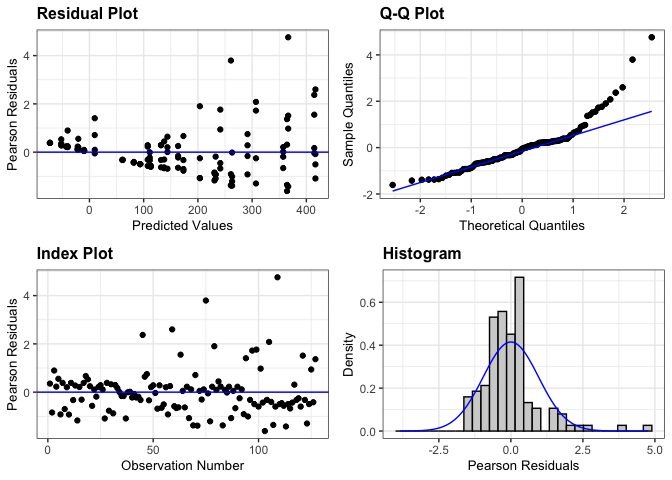 Residual Plot
Pearson Residuals
4
2
0
0 100 200 300 400
Predicted Values
Q-Q Plot
Sample Quantiles
4
2
0
-2
-2 -1 0 1 2
Theoretical Quantiles
Index Plot
Pearson Residuals
4
2
0
0 50 100
Observation Number
Histogram
Density
0.6
0.4
0.2
0.0
-2.5 0.0 2.5 5.0
Pearson Residuals